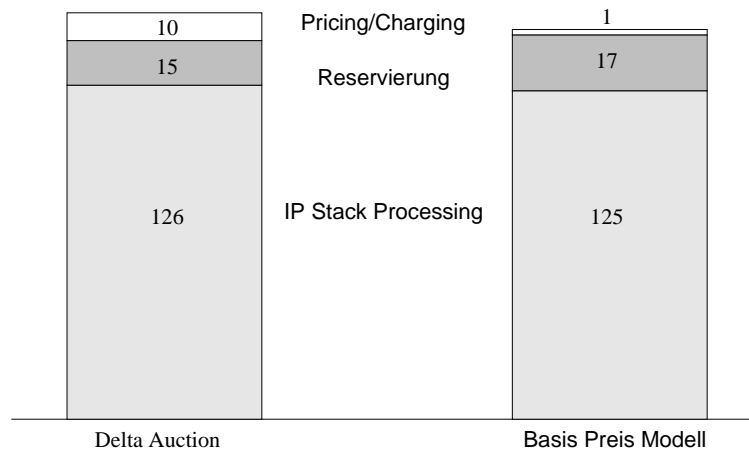 10 Pricing/Charging 1
15 Reservierung 17
126 IP Stack Processing 125
Delta Auction Basis Preis Modell